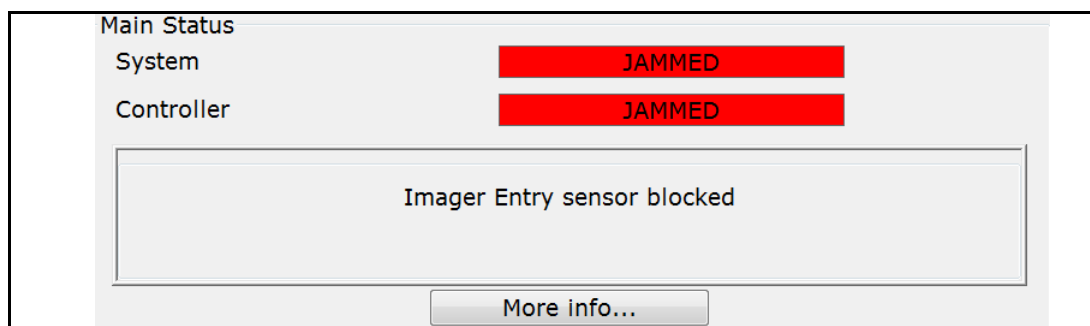 Main Status
System JAMMED
Controller JAMMED
Imager Entry sensor blocked
More info...